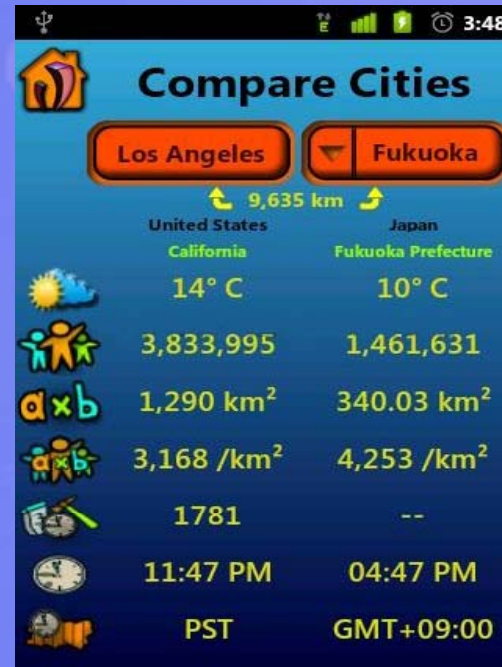 3:48
Compare Cities
Los Angeles Fukuoka
9,635 km
United States Japan
California Fukuoka Prefecture
14° C 10° C
3,833,995 1,461,631
a×b 1,290 km² 340.03 km²
a×b 3,168 /km² 4,253 /km²
1781 --
11:47 PM 04:47 PM
PST GMT+09:00